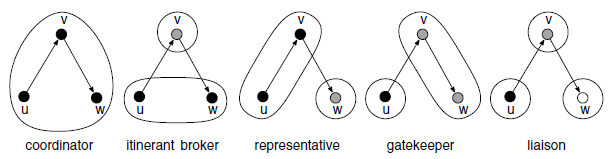 v v v v v
u w u w u w u w u w
coordinator itinerant broker representative gatekeeper liaison